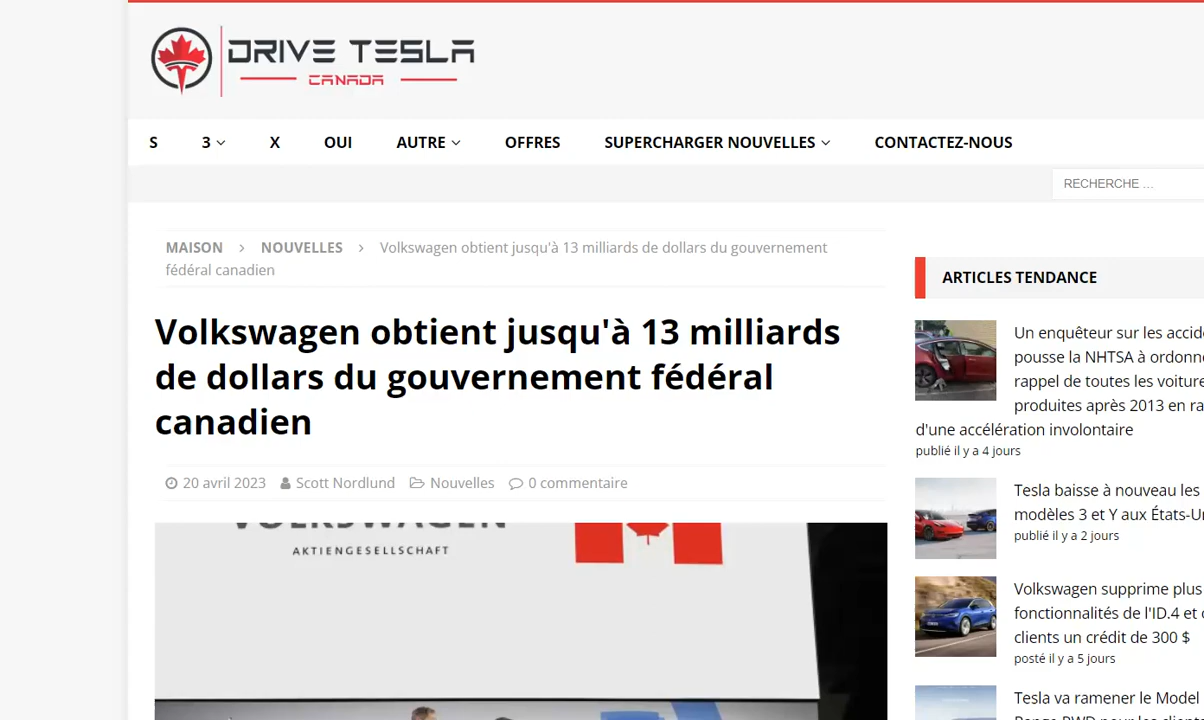 DRIVE TESLA
CANADA
S 3 X OUI AUTRE OFFRES SUPERCHARGER NOUVELLES CONTACTEZ-NOUS
RECHERCHE …
MAISON > NOUVELLES > Volkswagen obtient jusqu'à 13 milliards de dollars du gouvernement
fédéral canadien
Volkswagen obtient jusqu'à 13 milliards
de dollars du gouvernement fédéral
canadien
20 avril 2023 Scott Nordlund Nouvelles 0 commentaire
VOLKSWAGEN
AKTIENGESELLSCHAFT
ARTICLES TENDANCE
Un enquêteur sur les accide
pousse la NHTSA à ordonne
rappel de toutes les voiture
produites après 2013 en ra
d'une accélération involontaire
publié il y a 4 jours
Tesla baisse à nouveau les
modèles 3 et Y aux États-Un
publié il y a 2 jours
Volkswagen supprime plus
fonctionnalités de l'ID.4 et
clients un crédit de 300 $
posté il y a 5 jours
Tesla va ramener le Model